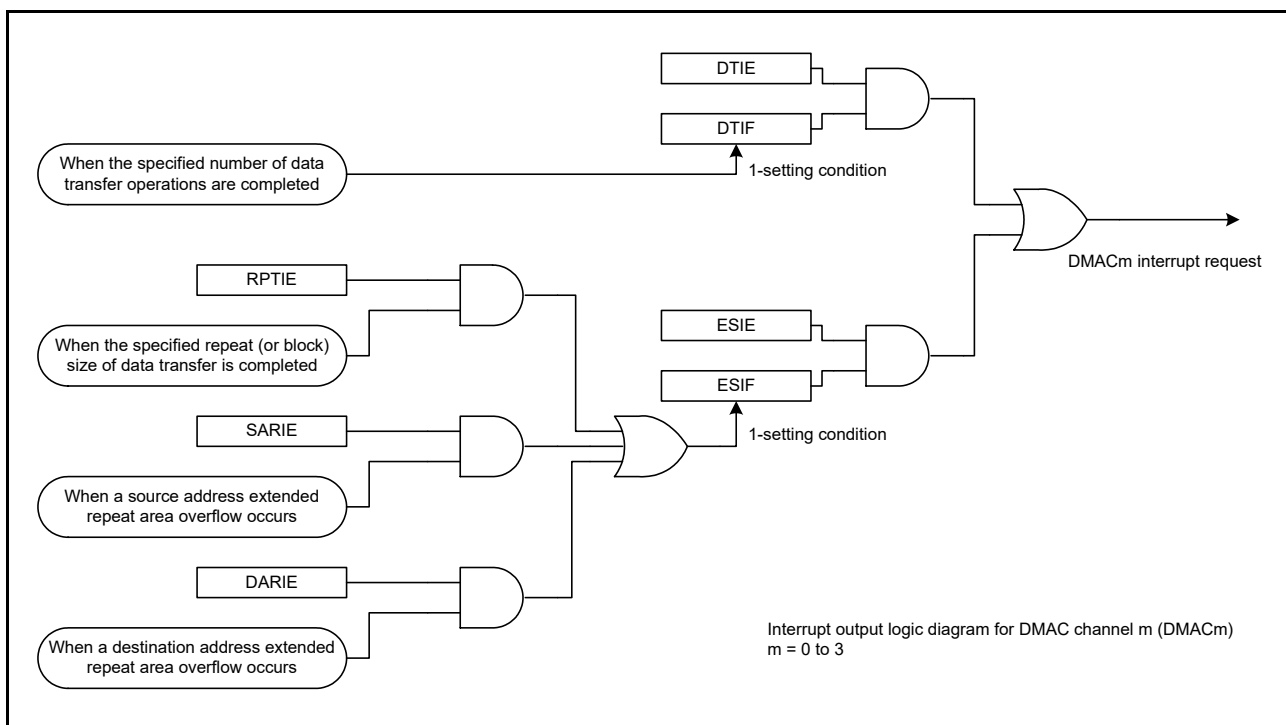 DTIE
DTIF
When the specified number of data
transfer operations are completed
1-setting condition
DMACm interrupt request
RPTIE
When the specified repeat (or block)
size of data transfer is completed
ESIE
ESIF
1-setting condition
SARIE
When a source address extended
repeat area overflow occurs
DARIE
When a destination address extended
repeat area overflow occurs
Interrupt output logic diagram for DMAC channel m (DMACm)
m = 0 to 3